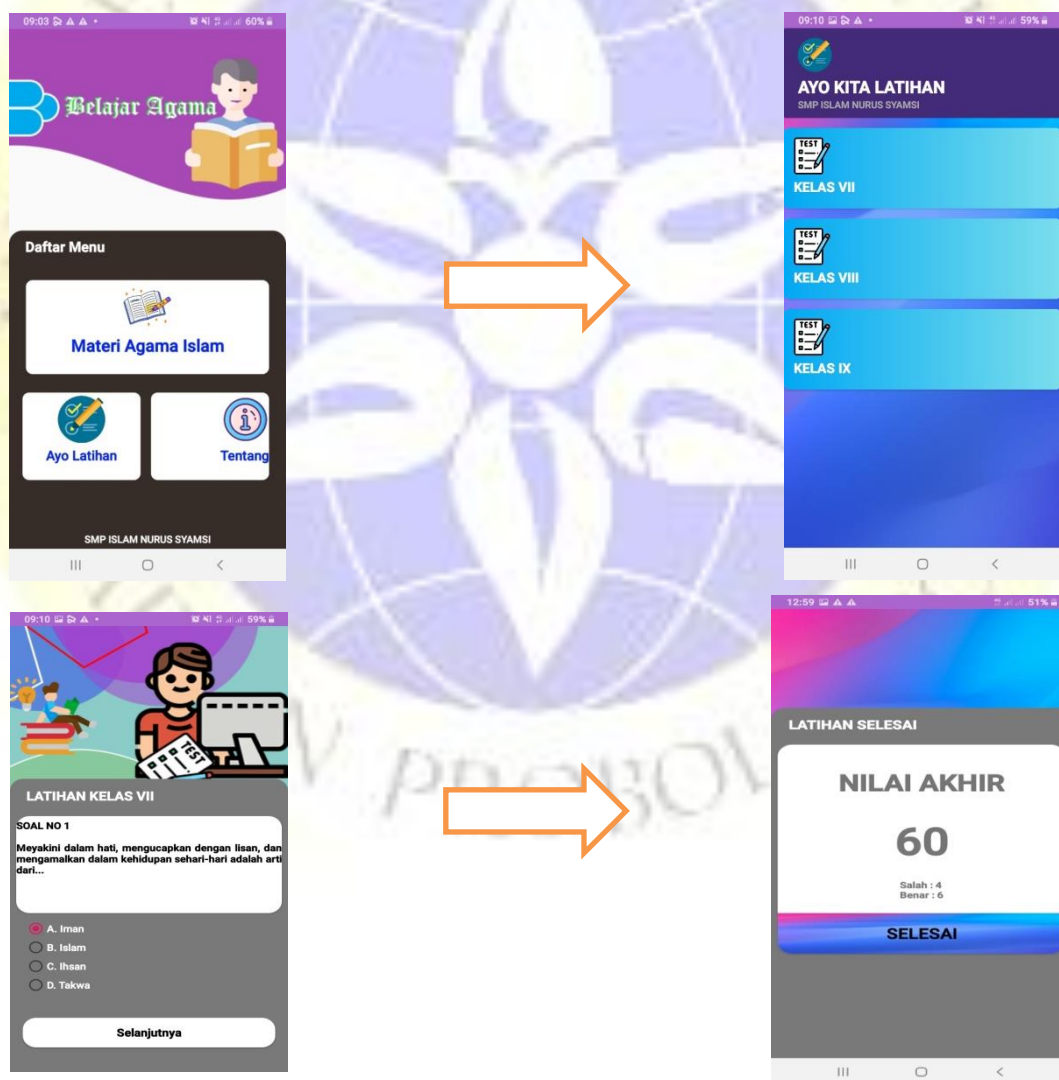 09:03
60%
Belajar Agama
Daftar Menu
Materi Agama Islam
Ayo Latihan
Tentang
SMP ISLAM NURUS SYAMSI
09:10
59%
AYO KITA LATIHAN
SMP ISLAM NURUS SYAMSI
TEST
KELAS VII
TEST
KELAS VIII
TEST
KELAS IX
09:10
59%
TEST
LATIHAN KELAS VII
SOAL NO 1
Meyakini dalam hati, mengucapkan dengan lisan, dan
mengamalkan dalam kehidupan sehari-hari adalah arti
dari...
A. Iman
B. Islam
C. Ihsan
D. Takwa
Selanjutnya
12:59
51%
LATIHAN SELESAI
NILAI AKHIR
60
Salah : 4
Benar : 6
SELESAI